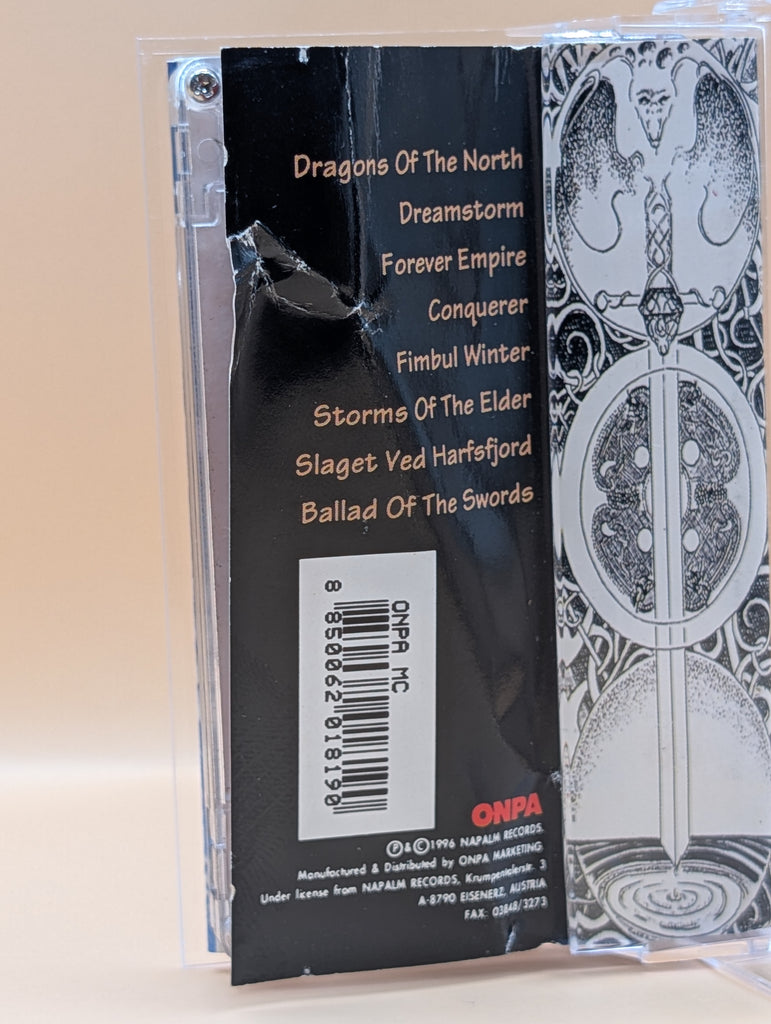 Dragons Of The North
Dreamstorm
Forever Empire
Conquerer
Fimbul Winter
Storms Of The Elder
Slaget Ved Harfsfjord
Ballad Of The Swords
ONPA MC
8 850062 018190
ONPA
℗ & © 1996 NAPALM RECORDS.
Manufactured & Distributed by ONPA MARKETING
Under license from NAPALM RECORDS, Krumpentalerstr. 3
A-8790 EISENERZ, AUSTRIA
FAX: 03848/3273